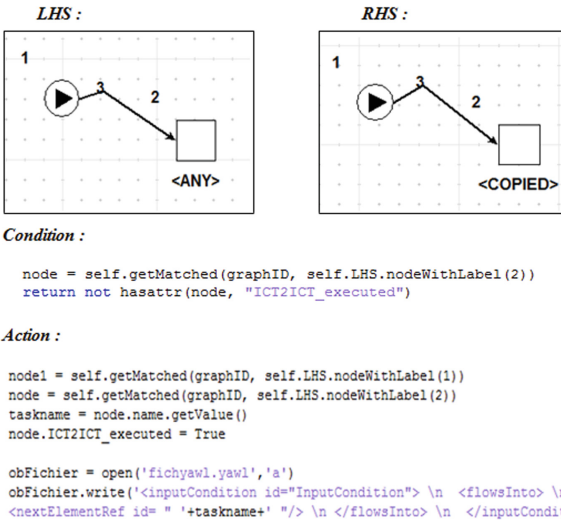 LHS :
RHS :
1
3
2
<ANY>
1
3
2
<COPIED>
Condition :
node = self.getMatched(graphID, self.LHS.nodeWithLabel(2))
return not hasattr(node, "ICT2ICT_executed")
Action :
node1 = self.getMatched(graphID, self.LHS.nodeWithLabel(1))
node = self.getMatched(graphID, self.LHS.nodeWithLabel(2))
taskname = node.name.getValue()
node.ICT2ICT_executed = True
obFichier = open('fichyawl.yawl','a')
obFichier.write('<inputCondition id="InputCondition"> \n <flowsInto> \n
<nextElementRef id= " '+taskname+' "/> \n </flowsInto> \n </inputCondit